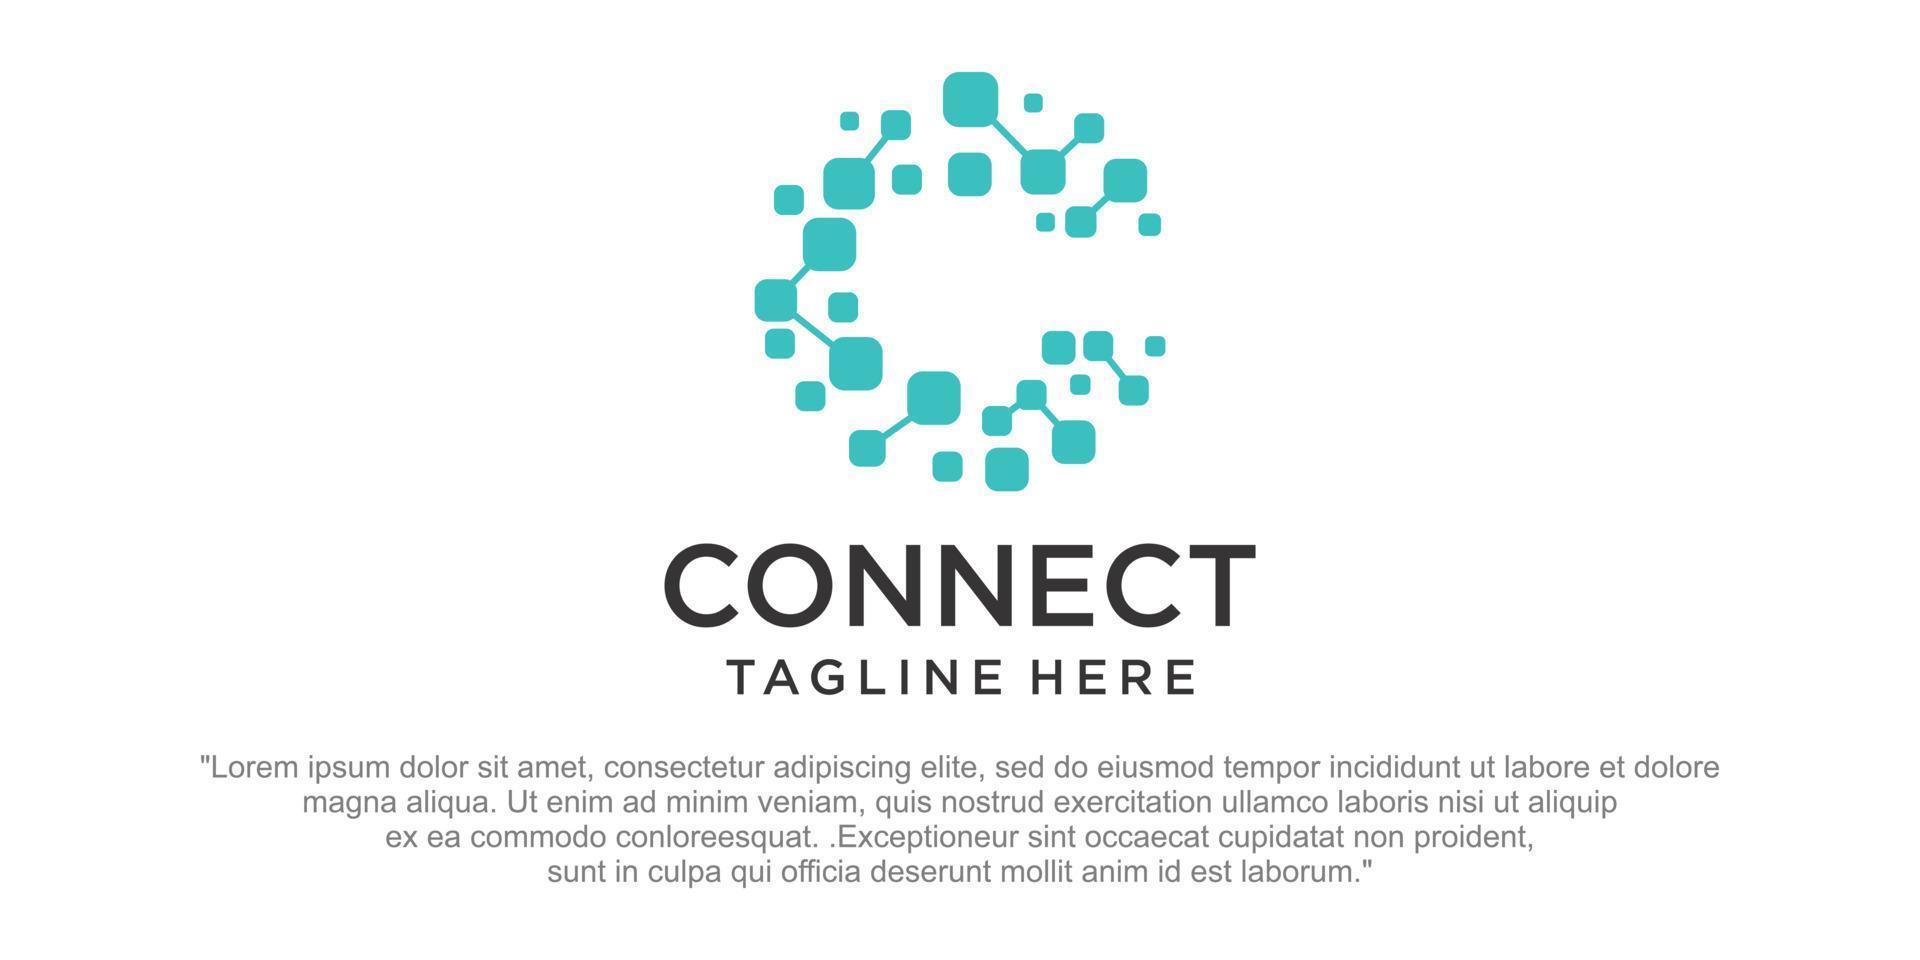 CONNECT
TAGLINE HERE
"Lorem ipsum dolor sit amet, consectetur adipiscing elite, sed do eiusmod tempor incididunt ut labore et dolore
magna aliqua. Ut enim ad minim veniam, quis nostrud exercitation ullamco laboris nisi ut aliquip
ex ea commodo conloreesquat. .Exceptioneur sint occaecat cupidatat non proident,
sunt in culpa qui officia deserunt mollit anim id est laborum."